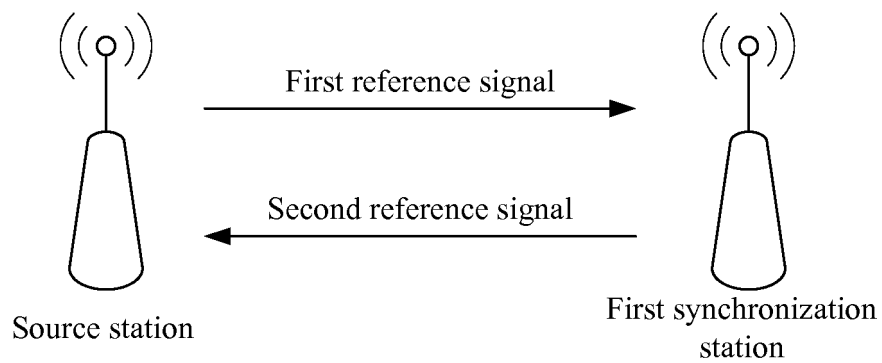 First reference signal
Second reference signal
Source station
First synchronization
station